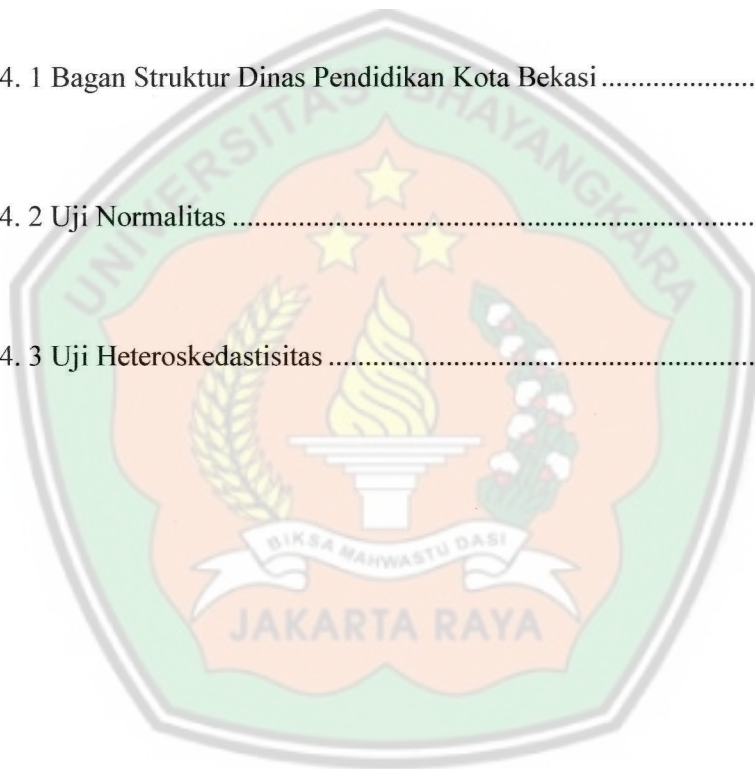 4. 1 Bagan Struktur Dinas Pendidikan Kota Bekasi ......................
4. 2 Uji Normalitas ........................................................................
4. 3 Uji Heteroskedastisitas ...........................................................
UNIVERSITAS BHAYANGKARA
BIKSA MAHWASTU DASI
JAKARTA RAYA